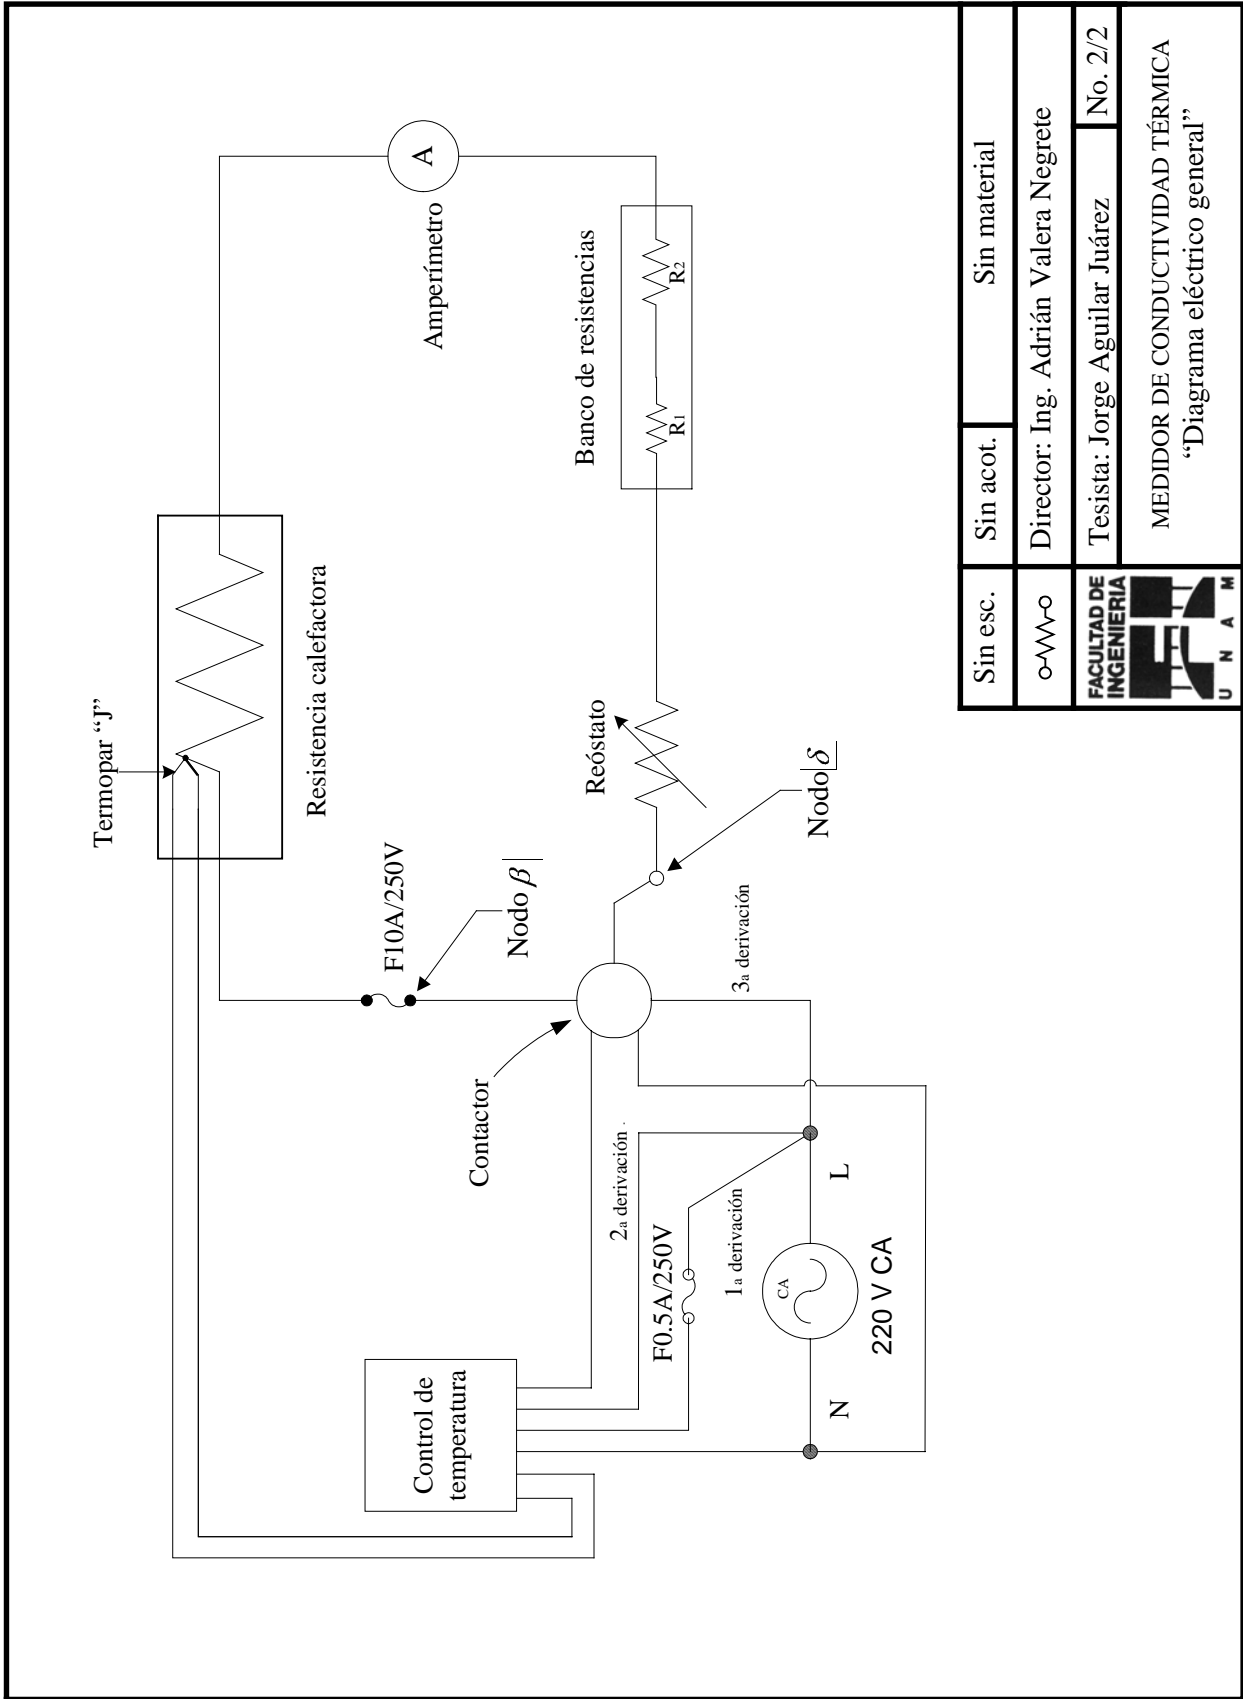 Termopar “J”
Resistencia calefactora
F10A/250V
Nodo β
Contactor
A
Amperímetro
Banco de resistencias
R1
R2
Reóstato
Nodo δ
3a derivación
2a derivación
F0.5A/250V
1a derivación
Control de
temperatura
CA
N
L
220 V CA
Sin esc.
Sin acot.
Sin material
Director: Ing. Adrián Valera Negrete
Tesista: Jorge Aguilar Juárez
No. 2/2
FACULTAD DE
INGENIERIA
U N A M
MEDIDOR DE CONDUCTIVIDAD TÉRMICA
“Diagrama eléctrico general”